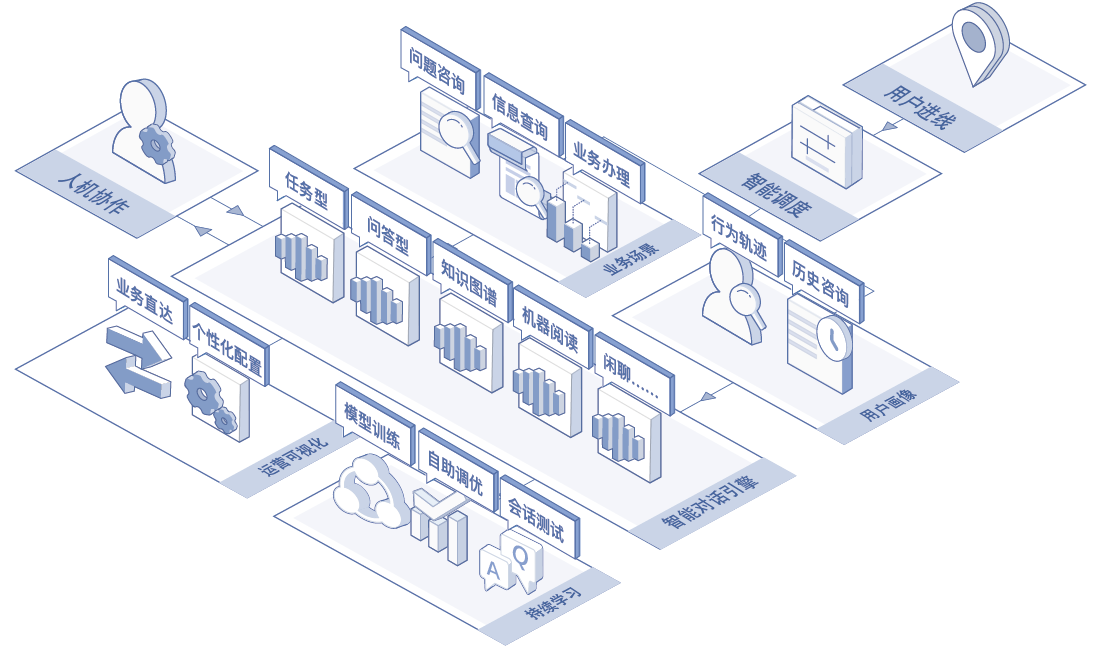 用户进线
智能调度
问题咨询
信息查询
业务办理
业务场景
人机协作
任务型
问答型
知识图谱
机器阅读
闲聊......
智能对话引擎
行为轨迹
历史咨询
用户画像
业务直达
个性化配置
运营可视化
模型训练
自助调优
会话测试
Q
A
持续学习